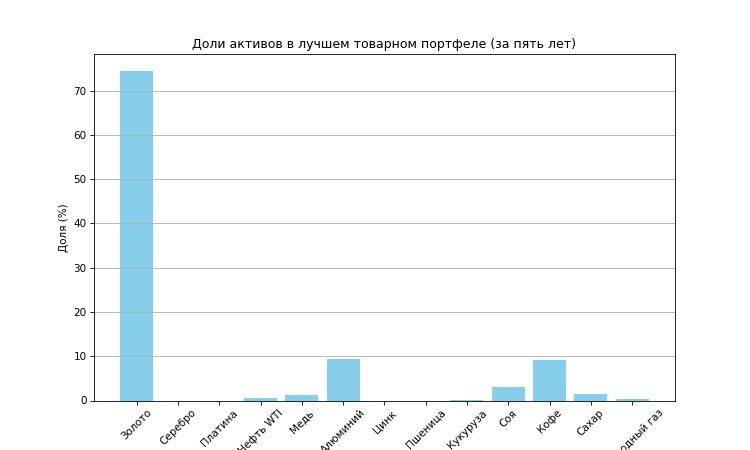 Доли активов в лучшем товарном портфеле (за пять лет)
Доля (%)
70
60
50
40
30
20
10
0
Золото
Серебро
Платина
Нефть WTI
Медь
Алюминий
Цинк
Пшеница
Кукуруза
Соя
Кофе
Сахар
газ